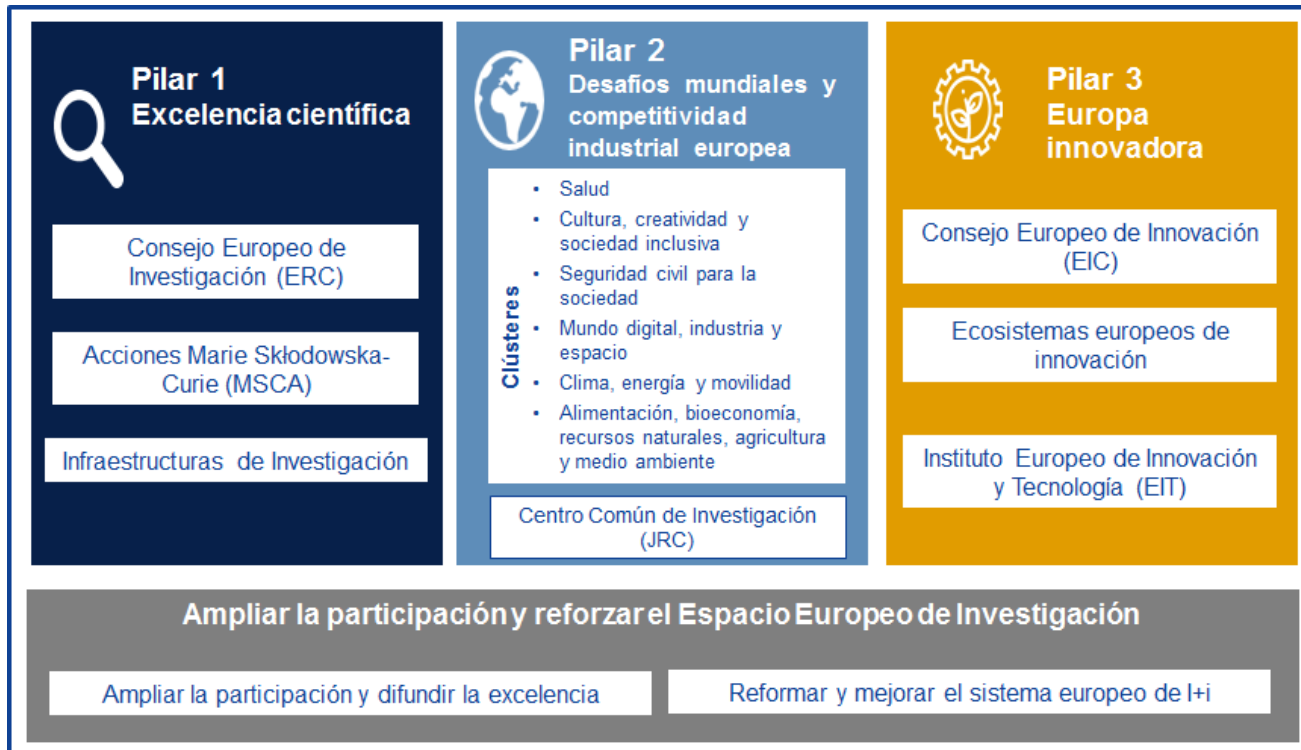 Pilar 1
Excelencia científica
Consejo Europeo de
Investigación (ERC)
Acciones Marie Skłodowska-
Curie (MSCA)
Infraestructuras de Investigación
Pilar 2
Desafíos mundiales y
competitividad
industrial europea
Clústeres
• Salud
• Cultura, creatividad y
sociedad inclusiva
• Seguridad civil para la
sociedad
• Mundo digital, industria y
espacio
• Clima, energía y movilidad
• Alimentación, bioeconomía,
recursos naturales, agricultura
y medio ambiente
Centro Común de Investigación
(JRC)
Pilar 3
Europa
innovadora
Consejo Europeo de Innovación
(EIC)
Ecosistemas europeos de
innovación
Instituto Europeo de Innovación
y Tecnología (EIT)
Ampliar la participación y reforzar el Espacio Europeo de Investigación
Ampliar la participación y difundir la excelencia
Reformar y mejorar el sistema europeo de I+i